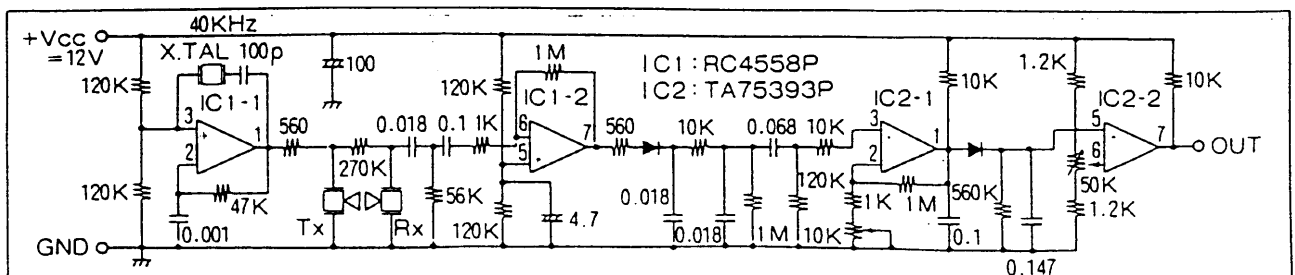 +Vcc
=12V
40KHz
X.TAL 100p
120K
3
IC1-1
1
2
120K
47K
0.001
GND
100
560
270K
Tx
Rx
0.018
0.1
1K
56K
120K
1M
IC1-2
6
5
7
120K
4.7
IC1:RC4558P
IC2:TA75393P
560
10K
0.068
10K
0.018
0.018
1M
120K
1K
10K
3
2
IC2-1
1
10K
1M
0.1
560K
0.147
1.2K
50K
1.2K
IC2-2
5
6
7
10K
OUT